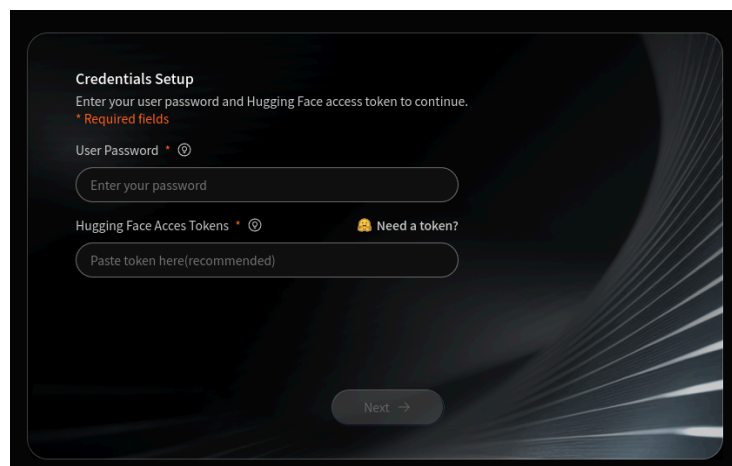 Credentials Setup
Enter your user password and Hugging Face access token to continue.
* Required fields
User Password *
Enter your password
Hugging Face Acces Tokens * 🤗 Need a token?
Paste token here(recommended)
Next →